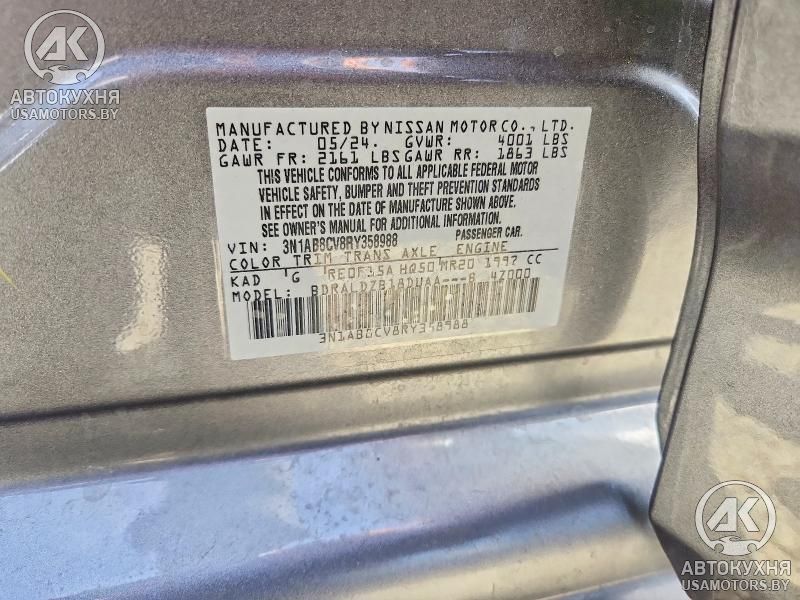 AK
АВТОКУХНЯ
USAMOTORS.BY
MANUFACTURED BY NISSAN MOTOR CO., LTD.
DATE: 05/24. GVWR: 4001 LBS
GAWR FR: 2161 LBS GAWR RR: 1863 LBS
THIS VEHICLE CONFORMS TO ALL APPLICABLE FEDERAL MOTOR
VEHICLE SAFETY, BUMPER AND THEFT PREVENTION STANDARDS
IN EFFECT ON THE DATE OF MANUFACTURE SHOWN ABOVE.
SEE OWNER'S MANUAL FOR ADDITIONAL INFORMATION.
VIN: 3N1AB8CV8RY358988 PASSENGER CAR.
COLOR TRIM TRANS AXLE ENGINE
KAD G RE0F15A HQ50 MR20 1997 CC
MODEL: BDRALDZB18DUAA---B 4Z000
3N1AB8CV8RY358988
AK
АВТОКУХНЯ
USAMOTORS.BY